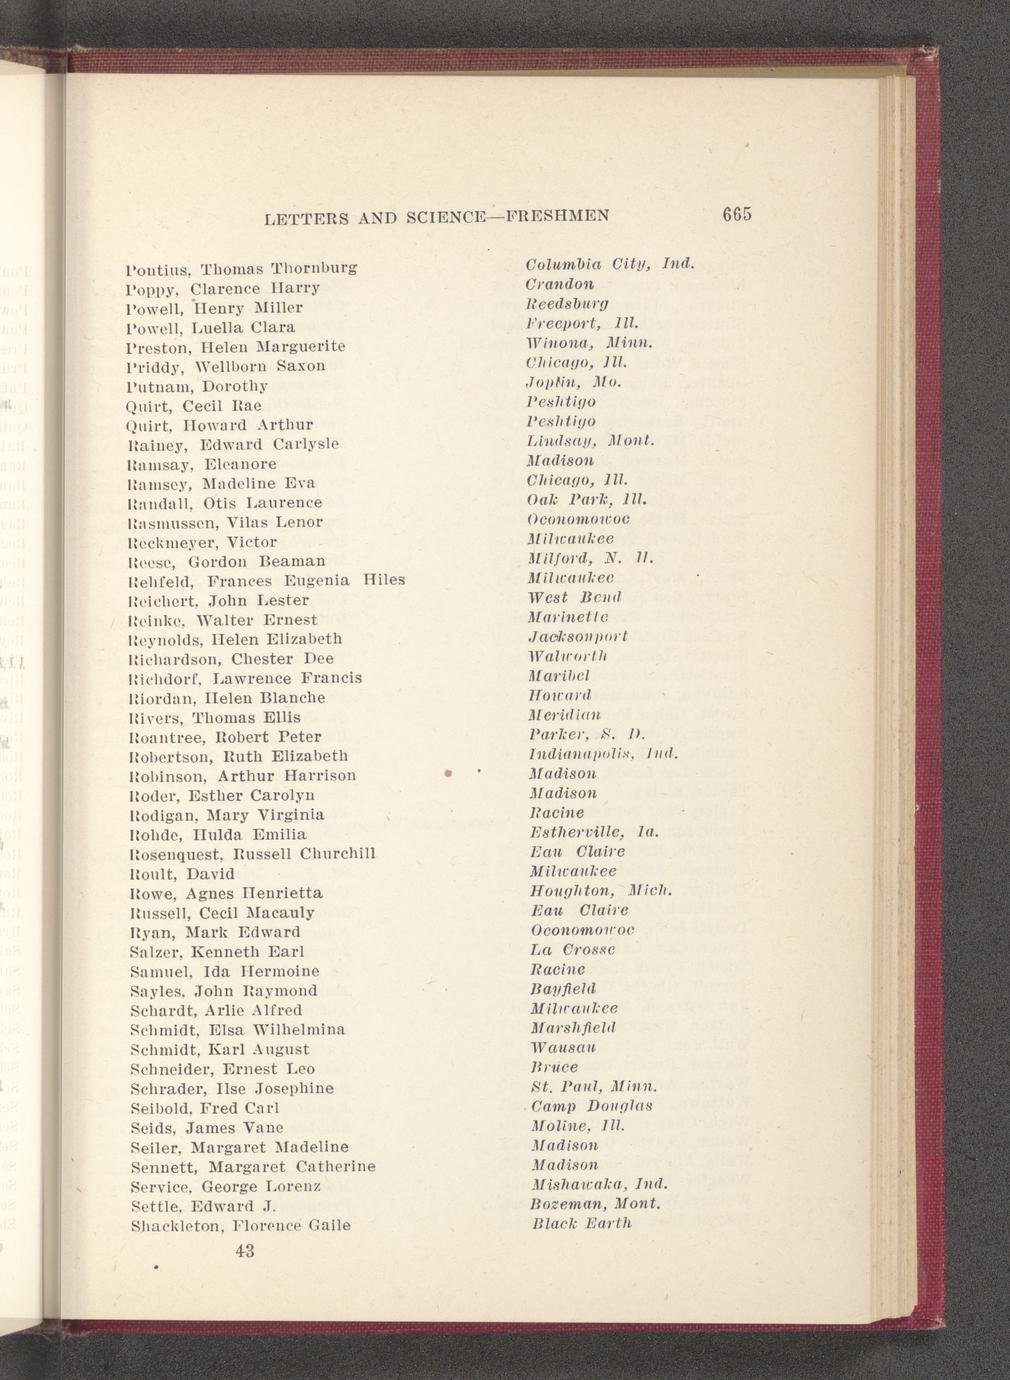 LETTERS AND SCIENCE—FRESHMEN 665
Pontius, Thomas Thornburg Columbia City, Ind.
Poppy, Clarence Harry Crandon
Powell, Henry Miller Reedsburg
Powell, Luella Clara Freeport, Ill.
Preston, Helen Marguerite Winona, Minn.
Priddy, Wellborn Saxon Chicago, Ill.
Putnam, Dorothy Joplin, Mo.
Quirt, Cecil Rae Peshtigo
Quirt, Howard Arthur Peshtigo
Rainey, Edward Carlysle Lindsay, Mont.
Ramsay, Eleanore Madison
Ramsey, Madeline Eva Chicago, Ill.
Randall, Otis Laurence Oak Park, Ill.
Rasmussen, Vilas Lenor Oconomowoc
Reckmeyer, Victor Milwaukee
Reese, Gordon Beaman Milford, N. H.
Rehfeld, Frances Eugenia Hiles Milwaukee
Reichert, John Lester West Bend
Reinke, Walter Ernest Marinette
Reynolds, Helen Elizabeth Jacksonport
Richardson, Chester Dee Walworth
Richdorf, Lawrence Francis Maribel
Riordan, Helen Blanche Howard
Rivers, Thomas Ellis Meridian
Roantree, Robert Peter Parker, S. D.
Robertson, Ruth Elizabeth Indianapolis, Ind.
Robinson, Arthur Harrison Madison
Roder, Esther Carolyn Madison
Rodigan, Mary Virginia Racine
Rohde, Hulda Emilia Estherville, Ia.
Rosenquest, Russell Churchill Eau Claire
Roult, David Milwaukee
Rowe, Agnes Henrietta Houghton, Mich.
Russell, Cecil Macauly Eau Claire
Ryan, Mark Edward Oconomowoc
Salzer, Kenneth Earl La Crosse
Samuel, Ida Hermoine Racine
Sayles, John Raymond Bayfield
Schardt, Arlie Alfred Milwaukee
Schmidt, Elsa Wilhelmina Marshfield
Schmidt, Karl August Wausau
Schneider, Ernest Leo Bruce
Schrader, Ilse Josephine St. Paul, Minn.
Seibold, Fred Carl Camp Douglas
Seids, James Vane Moline, Ill.
Seiler, Margaret Madeline Madison
Sennett, Margaret Catherine Madison
Service, George Lorenz Mishawaka, Ind.
Settle, Edward J. Bozeman, Mont.
Shackleton, Florence Gaile Black Earth
43